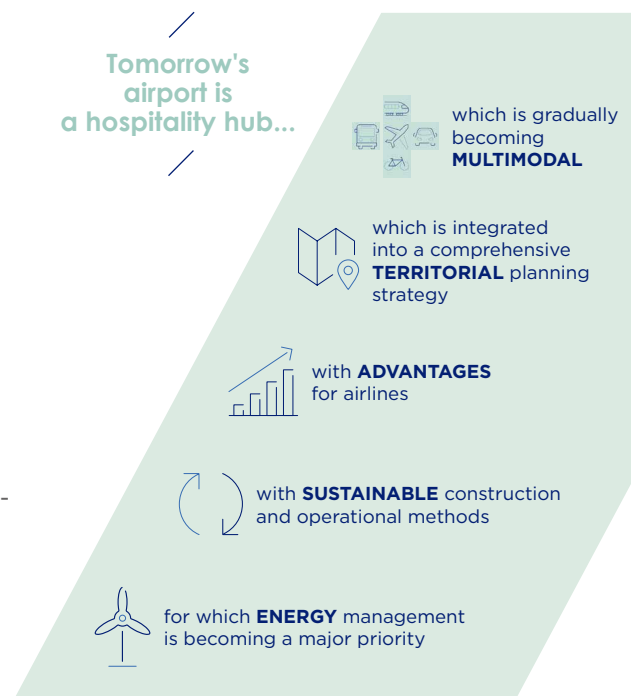 Tomorrow's
airport is
a hospitality hub...
which is gradually
becoming
MULTIMODAL
which is integrated
into a comprehensive
TERRITORIAL planning
strategy
with ADVANTAGES
for airlines
-
with SUSTAINABLE construction
and operational methods
for which ENERGY management
is becoming a major priority